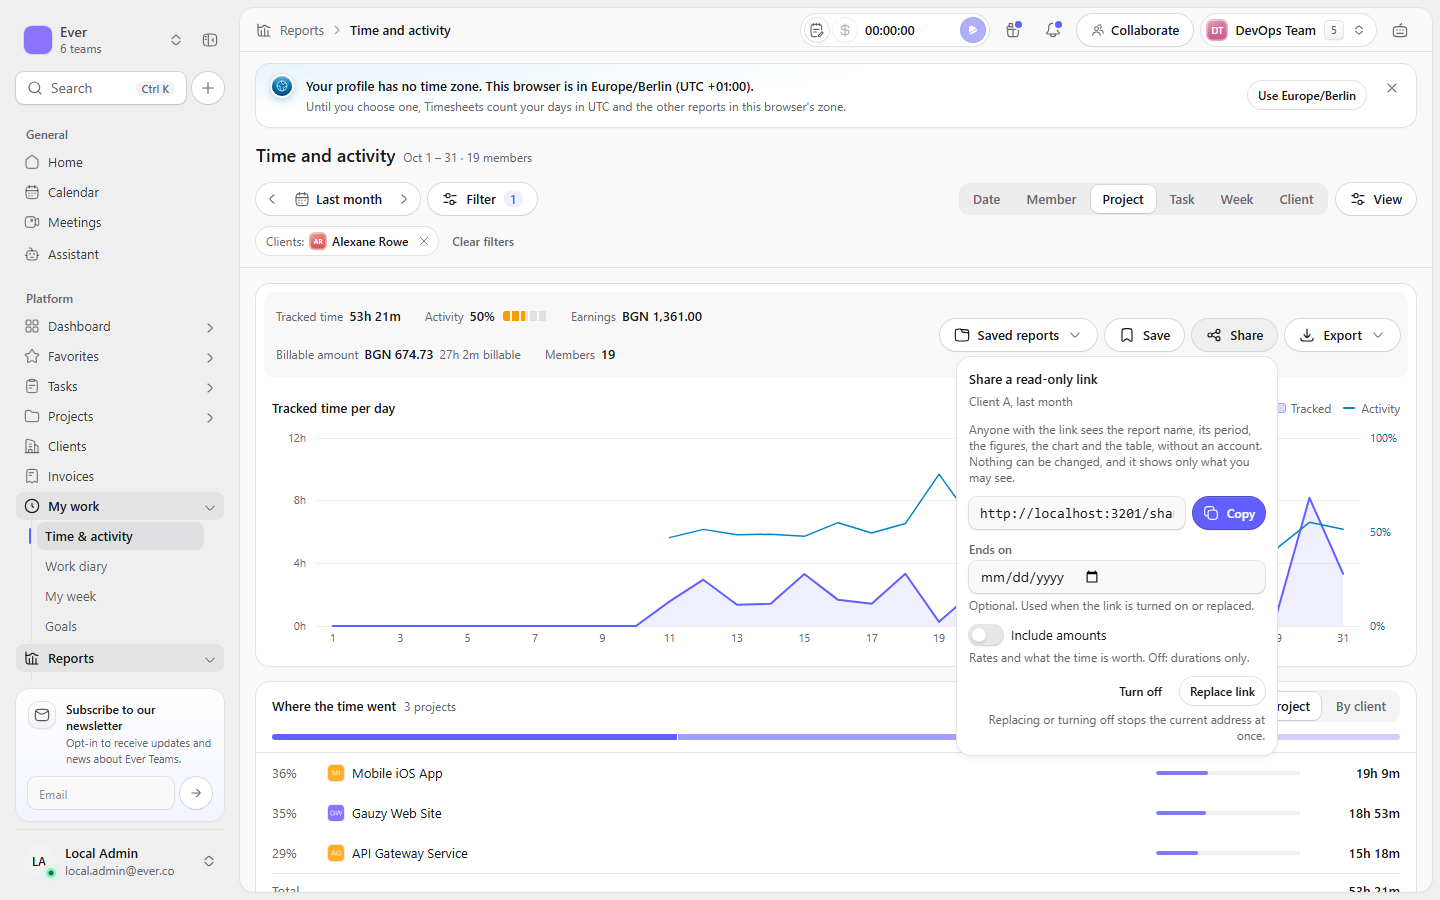 Ever
6 teams
Search
Ctrl K
General
Home
Calendar
Meetings
Assistant
Platform
Dashboard
Favorites
Tasks
Projects
Clients
Invoices
My work
Time & activity
Work diary
My week
Goals
Reports
Subscribe to our
newsletter
Opt-in to receive updates and
news about Ever Teams.
Email
LA
Local Admin
local.admin@ever.co
Reports
Time and activity
$
00:00:00
Collaborate
DT
DevOps Team
5
Your profile has no time zone. This browser is in Europe/Berlin (UTC +01:00).
Until you choose one, Timesheets count your days in UTC and the other reports in this browser's zone.
Use Europe/Berlin
Time and activity Oct 1 – 31 · 19 members
Last month
Filter 1
Date Member Project Task Week Client
View
Clients: AR Alexane Rowe
Clear filters
Tracked time 53h 21m Activity 50% Earnings BGN 1,361.00
Billable amount BGN 674.73 27h 2m billable Members 19
Saved reports
Save
Share
Export
Tracked time per day
Tracked Activity
12h
8h
4h
0h
100%
50%
0%
1 3 5 7 9 11 13 15 17 19 9 31
Share a read-only link
Client A, last month
Anyone with the link sees the report name, its period,
the figures, the chart and the table, without an account.
Nothing can be changed, and it shows only what you
may see.
http://localhost:3201/sha
Copy
Ends on
mm/dd/yyyy
Optional. Used when the link is turned on or replaced.
Include amounts
Rates and what the time is worth. Off: durations only.
Turn off
Replace link
Replacing or turning off stops the current address at
once.
Where the time went 3 projects
roject By client
36% MI Mobile iOS App 19h 9m
35% GW Gauzy Web Site 18h 53m
29% AG API Gateway Service 15h 18m
Total 53h 21m